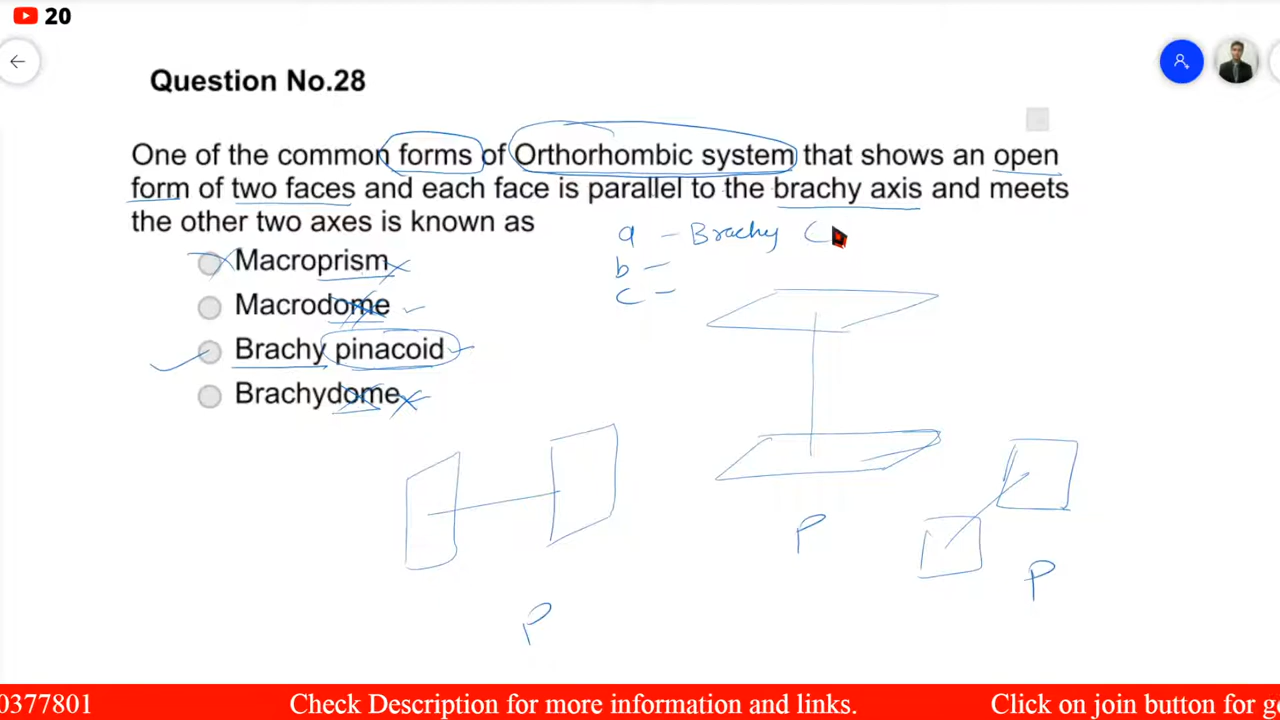 20
Question No.28
One of the common forms of Orthorhombic system that shows an open
form of two faces and each face is parallel to the brachy axis and meets
the other two axes is known as
a - Brachy (
b -
c -
Macroprism
Macrodome
Brachy pinacoid
Brachydome
P
P
P
0377801
Check Description for more information and links.
Click on join button for ge